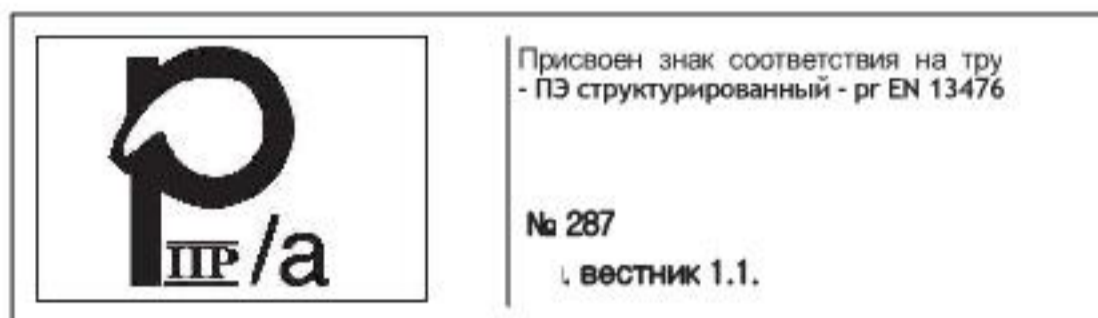 ПР/a
Присвоен знак соответствия на тру
- ПЭ структурированный - pr EN 13476
№ 287
. вестник 1.1.